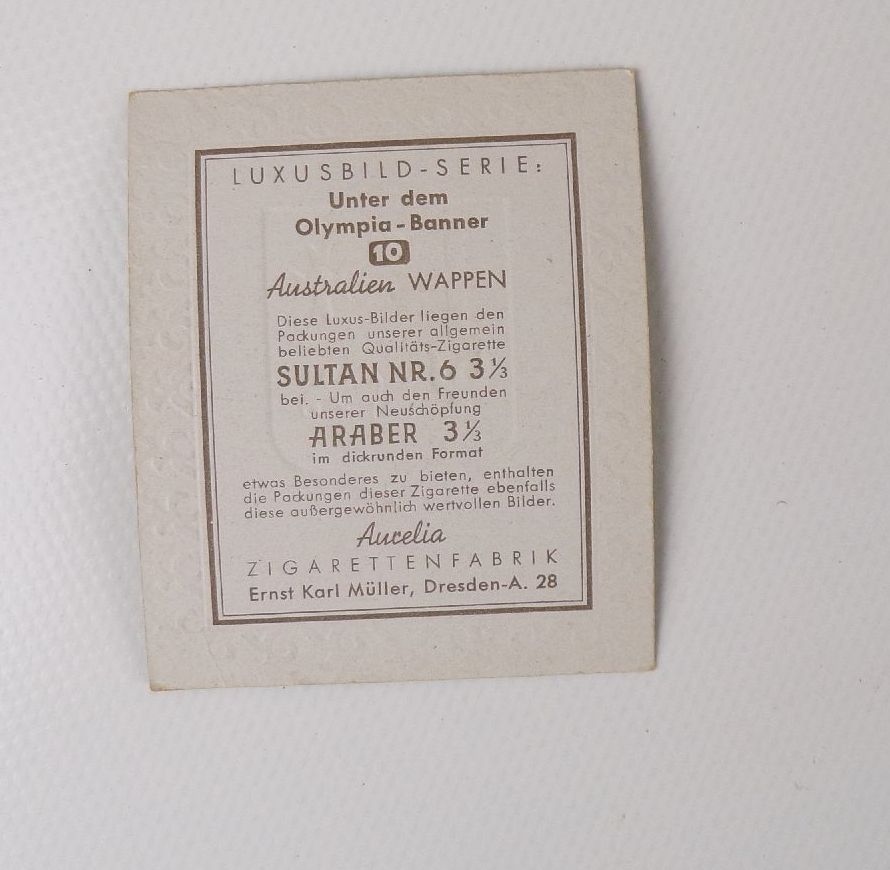 LUXUSBILD-SERIE:
Unter dem
Olympia-Banner
10
Australien WAPPEN
Diese Luxus-Bilder liegen den
Packungen unserer allgemein
beliebten Qualitäts-Zigarette
SULTAN NR. 6 3⅓
bei. - Um auch den Freunden
unserer Neuschöpfung
ARABER 3⅓
im dickrunden Format
etwas Besonderes zu bieten, enthalten
die Packungen dieser Zigarette ebenfalls
diese außergewöhnlich wertvollen Bilder.
Aurelia
ZIGARETTENFABRIK
Ernst Karl Müller, Dresden-A. 28